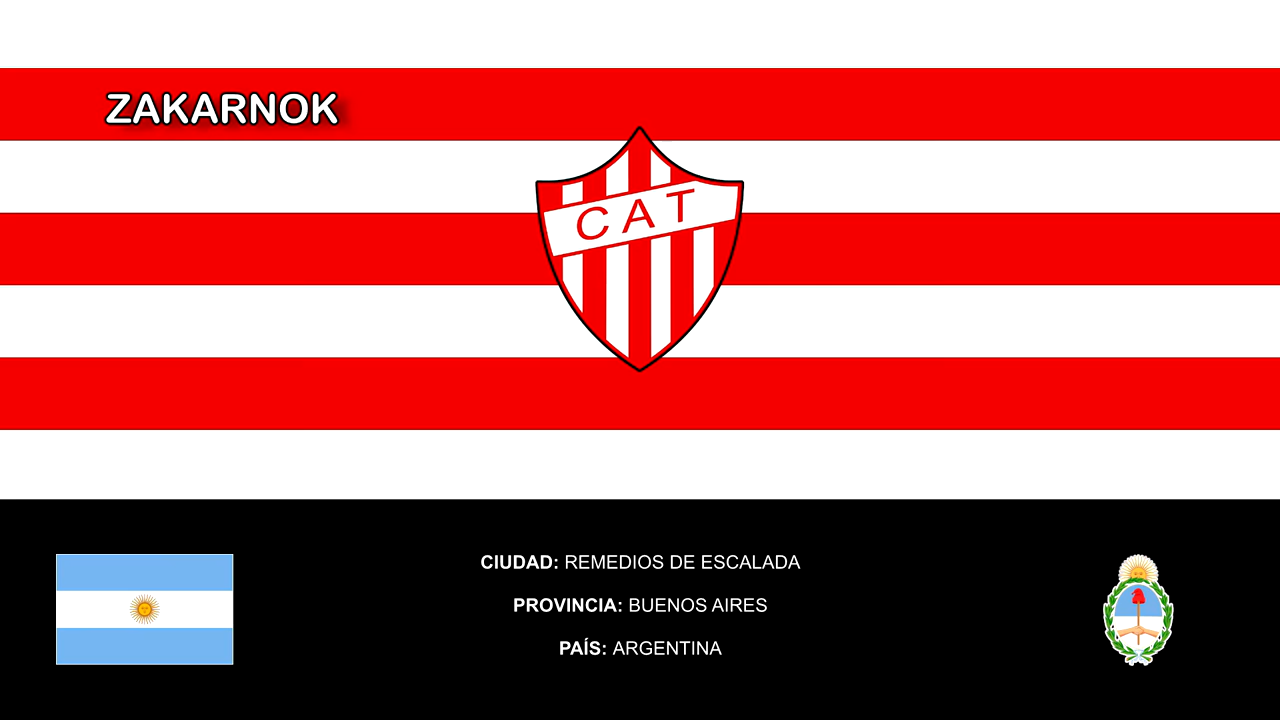 ZAKARNOK
CAT
CIUDAD: REMEDIOS DE ESCALADA
PROVINCIA: BUENOS AIRES
PAÍS: ARGENTINA